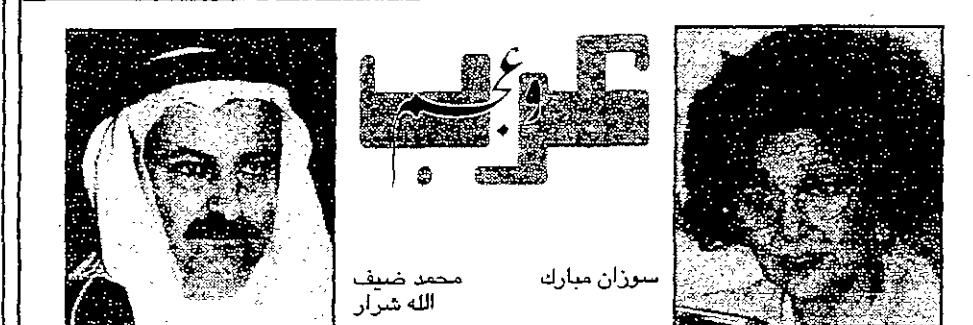 عرب وعجم
سوزان مبارك
محمد ضيف
الله شرار